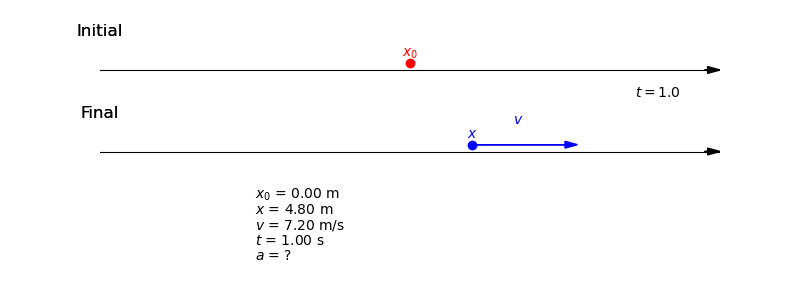 Initial
x₀
t = 1.0
Final
v
x
x₀ = 0.00 m
x = 4.80 m
v = 7.20 m/s
t = 1.00 s
a = ?